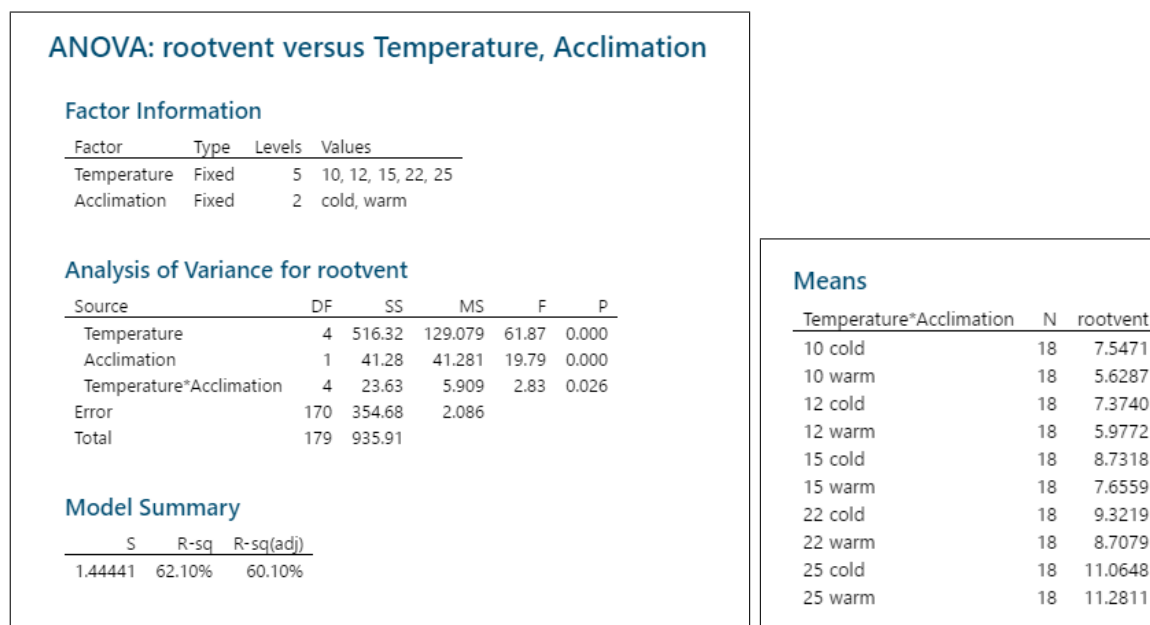 ANOVA: rootvent versus Temperature, Acclimation
Factor Information
Factor Type Levels Values
Temperature Fixed 5 10, 12, 15, 22, 25
Acclimation Fixed 2 cold, warm
Analysis of Variance for rootvent
Source DF SS MS F P
Temperature 4 516.32 129.079 61.87 0.000
Acclimation 1 41.28 41.281 19.79 0.000
Temperature*Acclimation 4 23.63 5.909 2.83 0.026
Error 170 354.68 2.086
Total 179 935.91
Model Summary
S R-sq R-sq(adj)
1.44441 62.10% 60.10%
Means
Temperature*Acclimation N rootvent
10 cold 18 7.5471
10 warm 18 5.6287
12 cold 18 7.3740
12 warm 18 5.9772
15 cold 18 8.7318
15 warm 18 7.6559
22 cold 18 9.3219
22 warm 18 8.7079
25 cold 18 11.0648
25 warm 18 11.2811